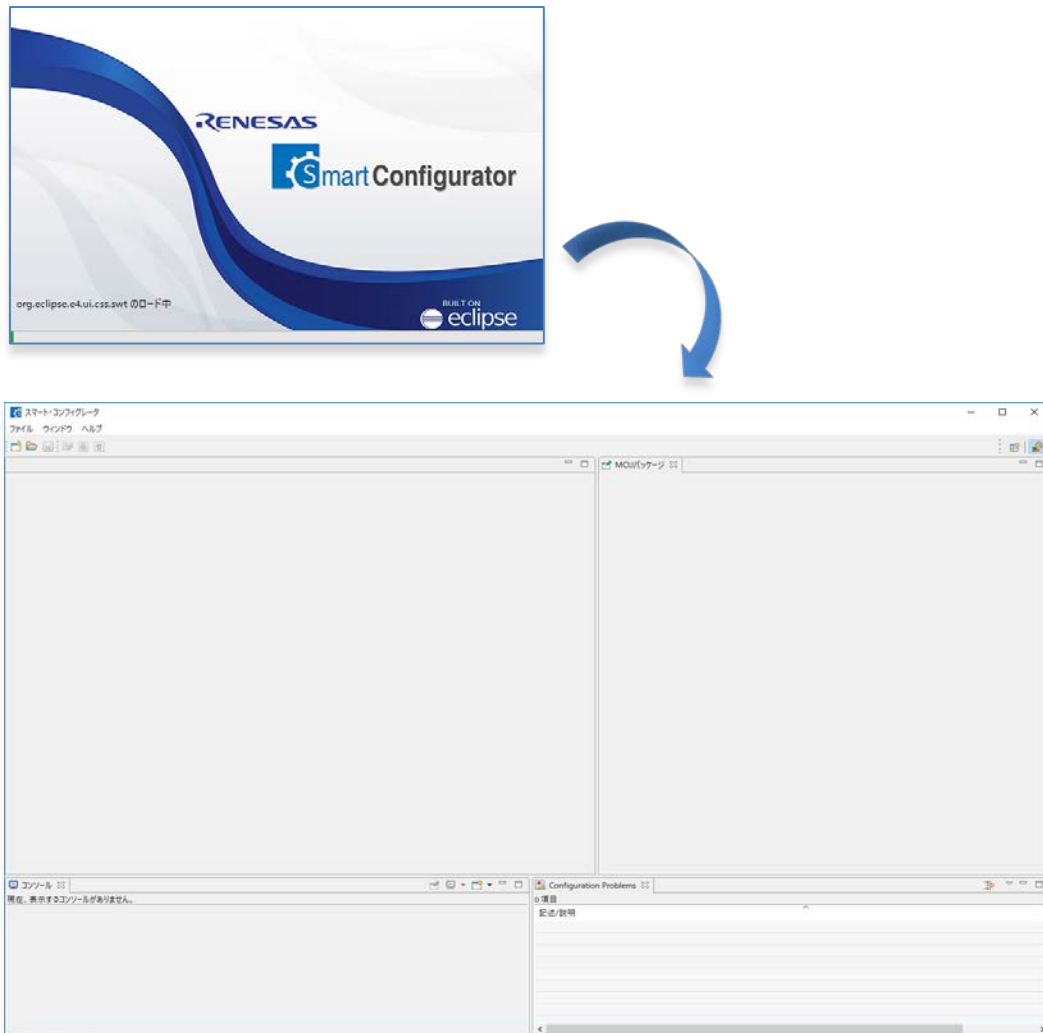 RENESAS
Smart Configurator
org.eclipse.e4.ui.css.swt のロード中
BUILT ON
eclipse
スマート・コンフィグレータ
ファイル ウィンドウ ヘルプ
MCUパッケージ
コンソール
現在、表示するコンソールがありません。
Configuration Problems
0 項目
記述/説明